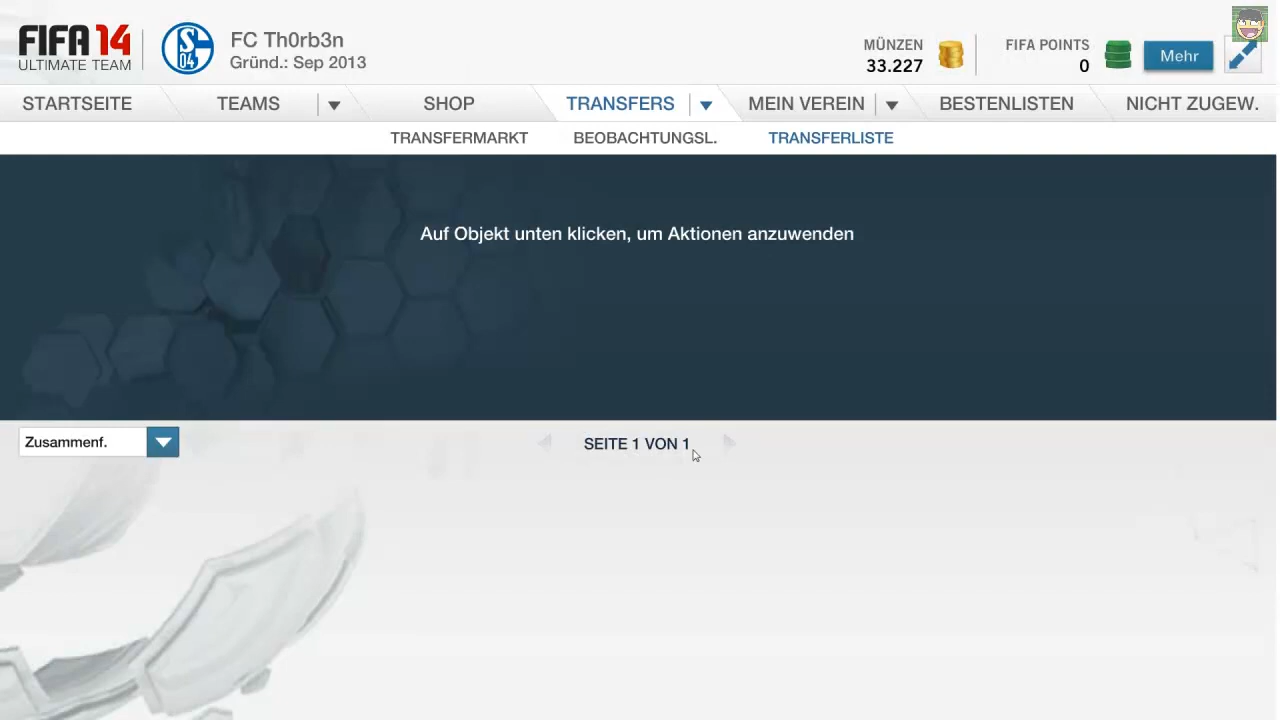 FIFA 14
ULTIMATE TEAM
S
04
FC Th0rb3n
Gründ.: Sep 2013
MÜNZEN
33.227
FIFA POINTS
0
Mehr
STARTSEITE
TEAMS
SHOP
TRANSFERS
MEIN VEREIN
BESTENLISTEN
NICHT ZUGEW.
TRANSFERMARKT
BEOBACHTUNGSL.
TRANSFERLISTE
Auf Objekt unten klicken, um Aktionen anzuwenden
Zusammenf.
SEITE 1 VON 1